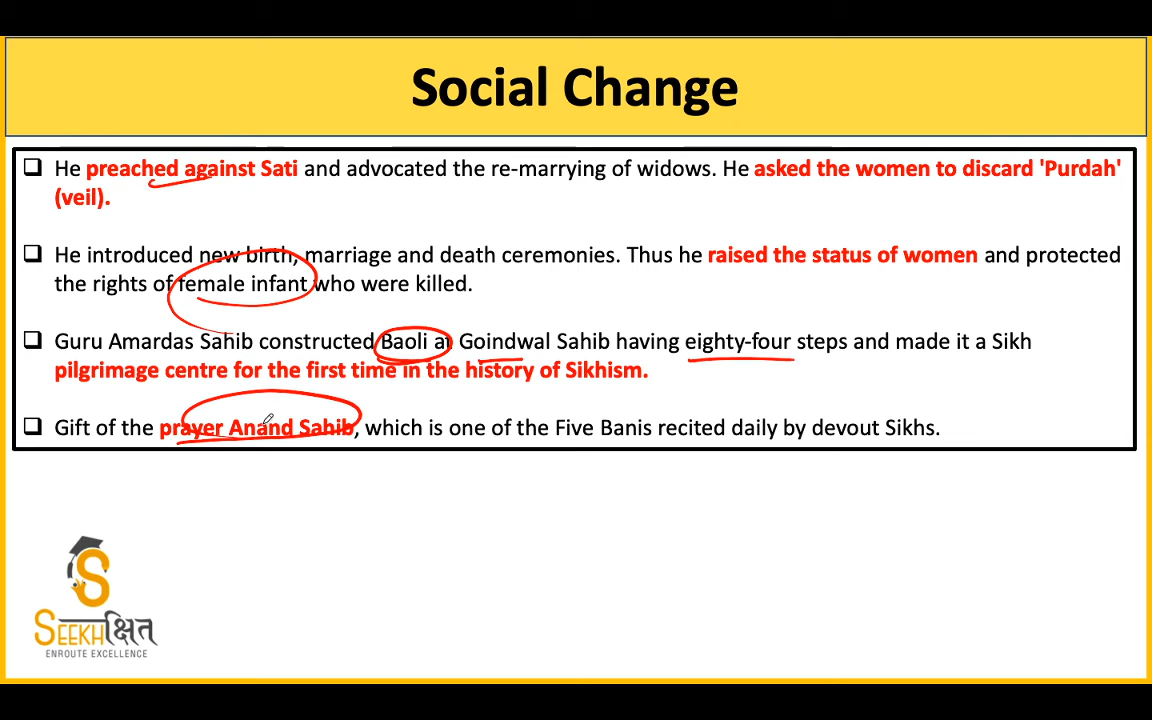 Social Change
He preached against Sati and advocated the re-marrying of widows. He asked the women to discard 'Purdah'
(veil).
He introduced new birth, marriage and death ceremonies. Thus he raised the status of women and protected
the rights of female infant who were killed.
Guru Amardas Sahib constructed Baoli at Goindwal Sahib having eighty-four steps and made it a Sikh
pilgrimage centre for the first time in the history of Sikhism.
Gift of the prayer Anand Sahib, which is one of the Five Banis recited daily by devout Sikhs.
S
SEEKHक्षित
ENROUTE EXCELLENCE